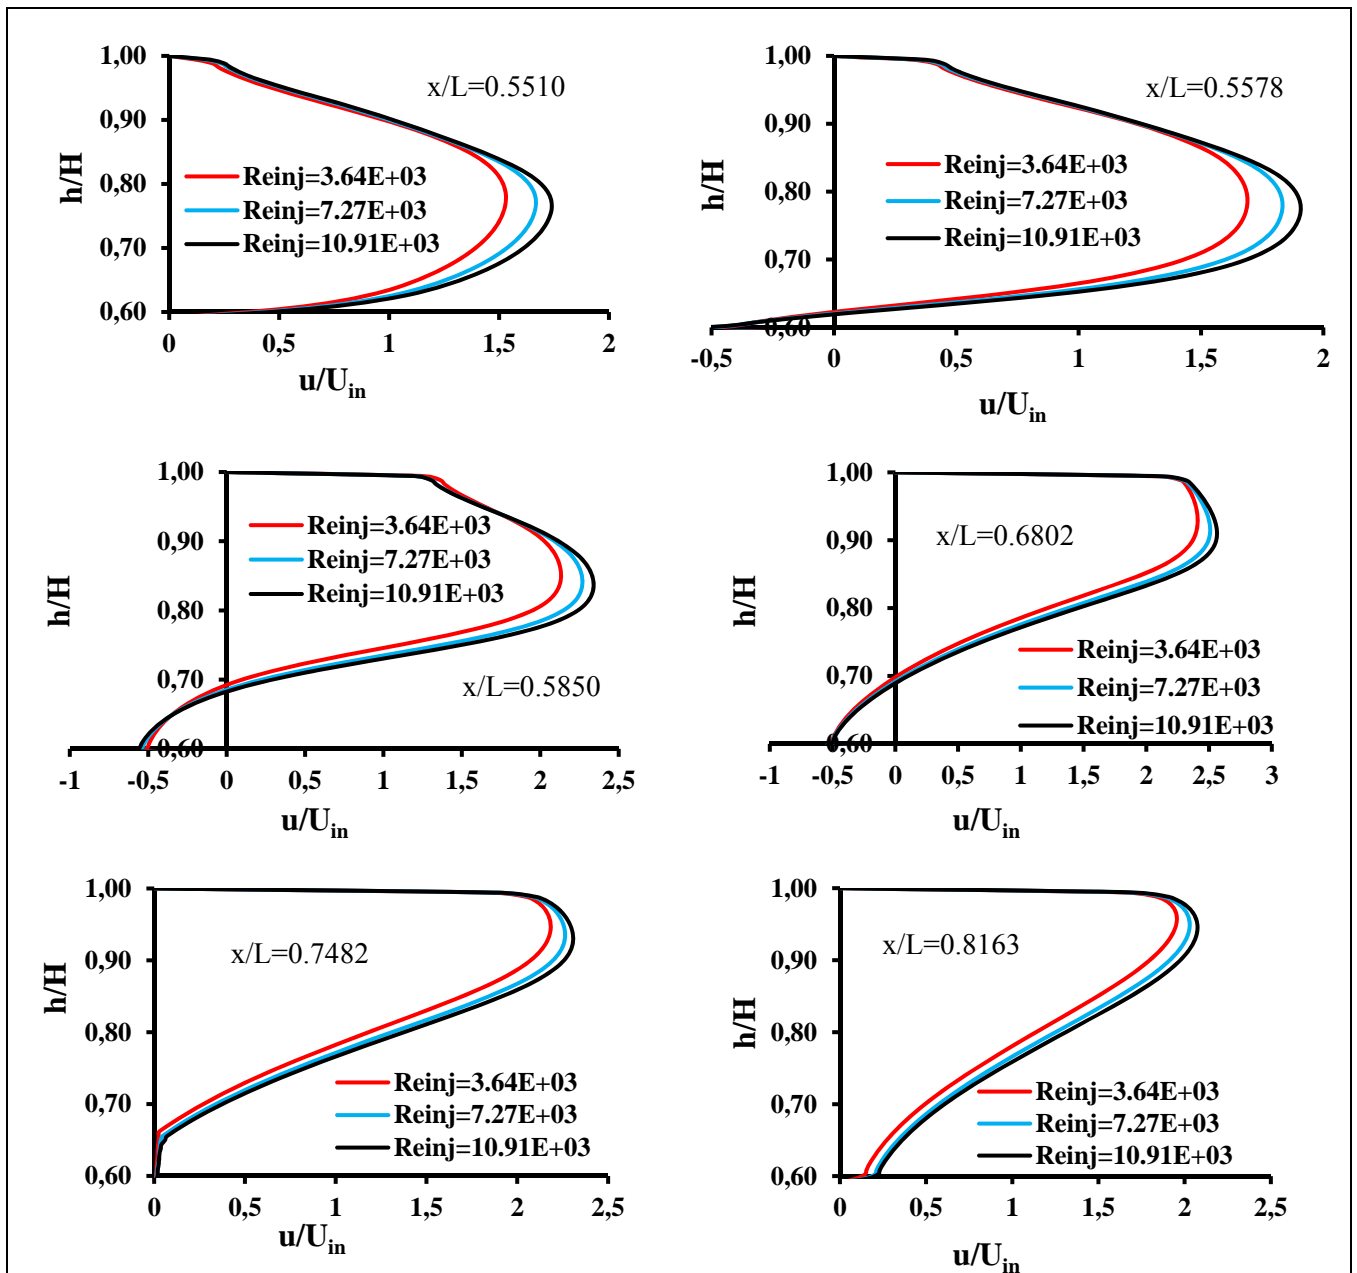 1,00
0,90
0,80
0,70
0,60
h/H
x/L=0.5510
Reinj=3.64E+03
Reinj=7.27E+03
Reinj=10.91E+03
0 0,5 1 1,5 2
u/U_in
1,00
0,90
0,80
0,70
0,60
h/H
x/L=0.5578
Reinj=3.64E+03
Reinj=7.27E+03
Reinj=10.91E+03
-0,5 0 0,5 1 1,5 2
u/U_in
1,00
0,90
0,80
0,70
0,60
h/H
Reinj=3.64E+03
Reinj=7.27E+03
Reinj=10.91E+03
x/L=0.5850
-1 -0,5 0 0,5 1 1,5 2 2,5
u/U_in
1,00
0,90
0,80
0,70
0,60
h/H
x/L=0.6802
Reinj=3.64E+03
Reinj=7.27E+03
Reinj=10.91E+03
-1 -0,5 0 0,5 1 1,5 2 2,5 3
u/U_in
1,00
0,90
0,80
0,70
0,60
h/H
x/L=0.7482
Reinj=3.64E+03
Reinj=7.27E+03
Reinj=10.91E+03
0 0,5 1 1,5 2 2,5
u/U_in
1,00
0,90
0,80
0,70
0,60
h/H
x/L=0.8163
Reinj=3.64E+03
Reinj=7.27E+03
Reinj=10.91E+03
0 0,5 1 1,5 2 2,5
u/U_in